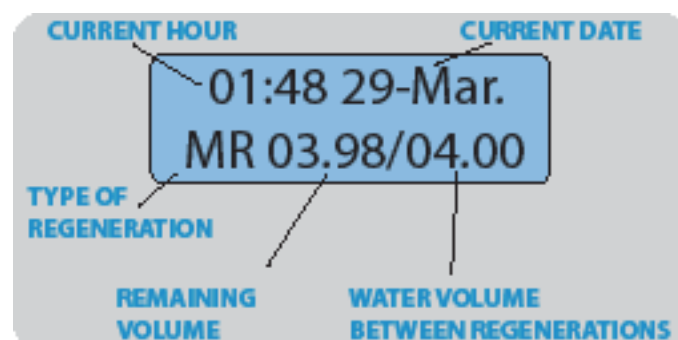 CURRENT HOUR
CURRENT DATE
01:48 29-Mar.
MR 03.98/04.00
TYPE OF
REGENERATION
REMAINING
VOLUME
WATER VOLUME
BETWEEN REGENERATIONS